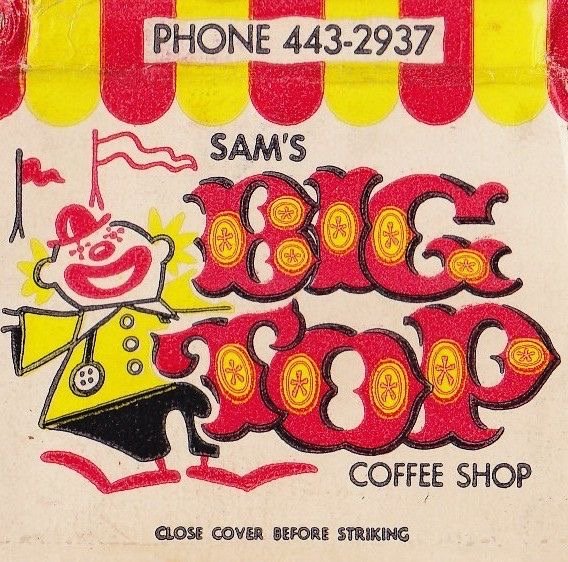 PHONE 443-2937
SAM'S
BIG
TOP
COFFEE SHOP
CLOSE COVER BEFORE STRIKING